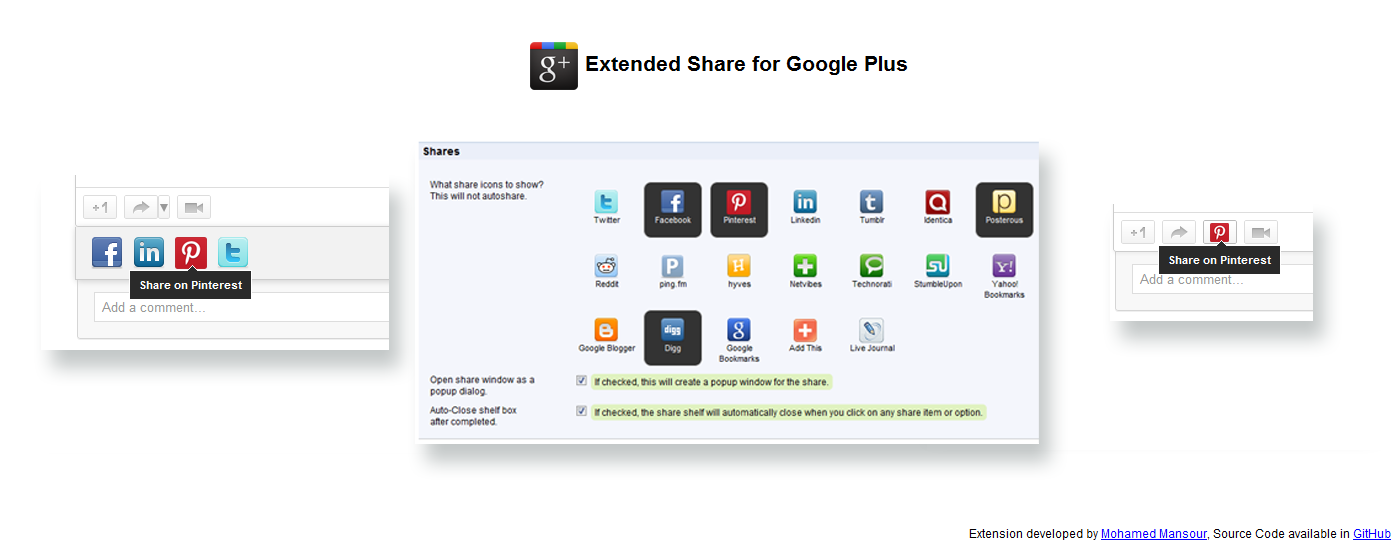 g+ Extended Share for Google Plus
+1
f in P t
Share on Pinterest
Add a comment...
Shares
What share icons to show?
This will not autoshare.
Twitter Facebook Pinterest Linkedin Tumblr Identica Posterous
Reddit ping.fm hyves Netvibes Technorati StumbleUpon Yahoo!
Bookmarks
Google Blogger Digg Google Add This Live Journal
Bookmarks
Open share window as a
popup dialog.
If checked, this will create a popup window for the share.
Auto-Close shelf box
after completed.
If checked, the share shelf will automatically close when you click on any share item or option.
+1
Share on Pinterest
Add a comment...
Extension developed by Mohamed Mansour, Source Code available in GitHub